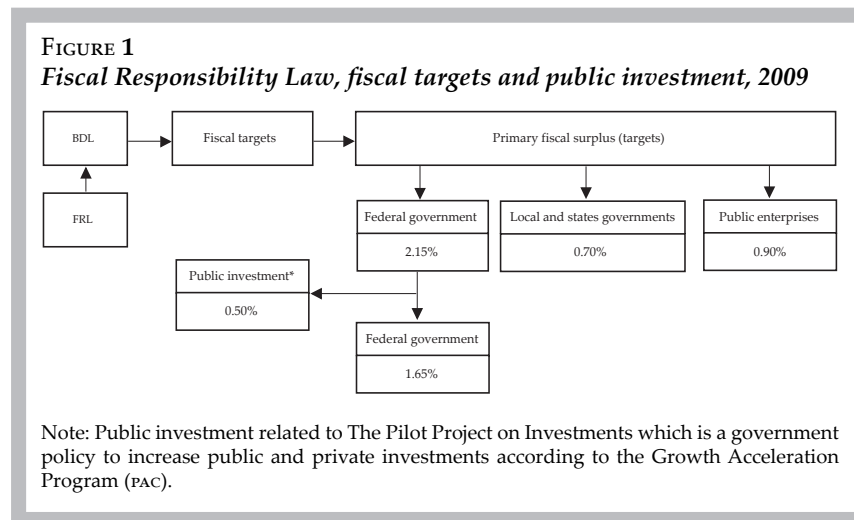 FIGURE 1
Fiscal Responsibility Law, fiscal targets and public investment, 2009
BDL
Fiscal targets
Primary fiscal surplus (targets)
FRL
Federal government
Local and states governments
Public enterprises
2.15%
0.70%
0.90%
Public investment*
0.50%
Federal government
1.65%
Note: Public investment related to The Pilot Project on Investments which is a government
policy to increase public and private investments according to the Growth Acceleration
Program (PAC).